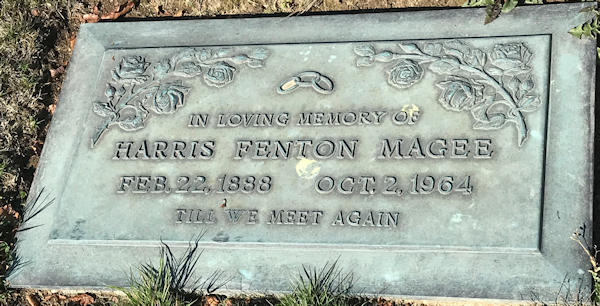 IN LOVING MEMORY OF
HARRIS FENTON MAGEE
FEB. 22, 1888 OCT. 2, 1964
TILL WE MEET AGAIN